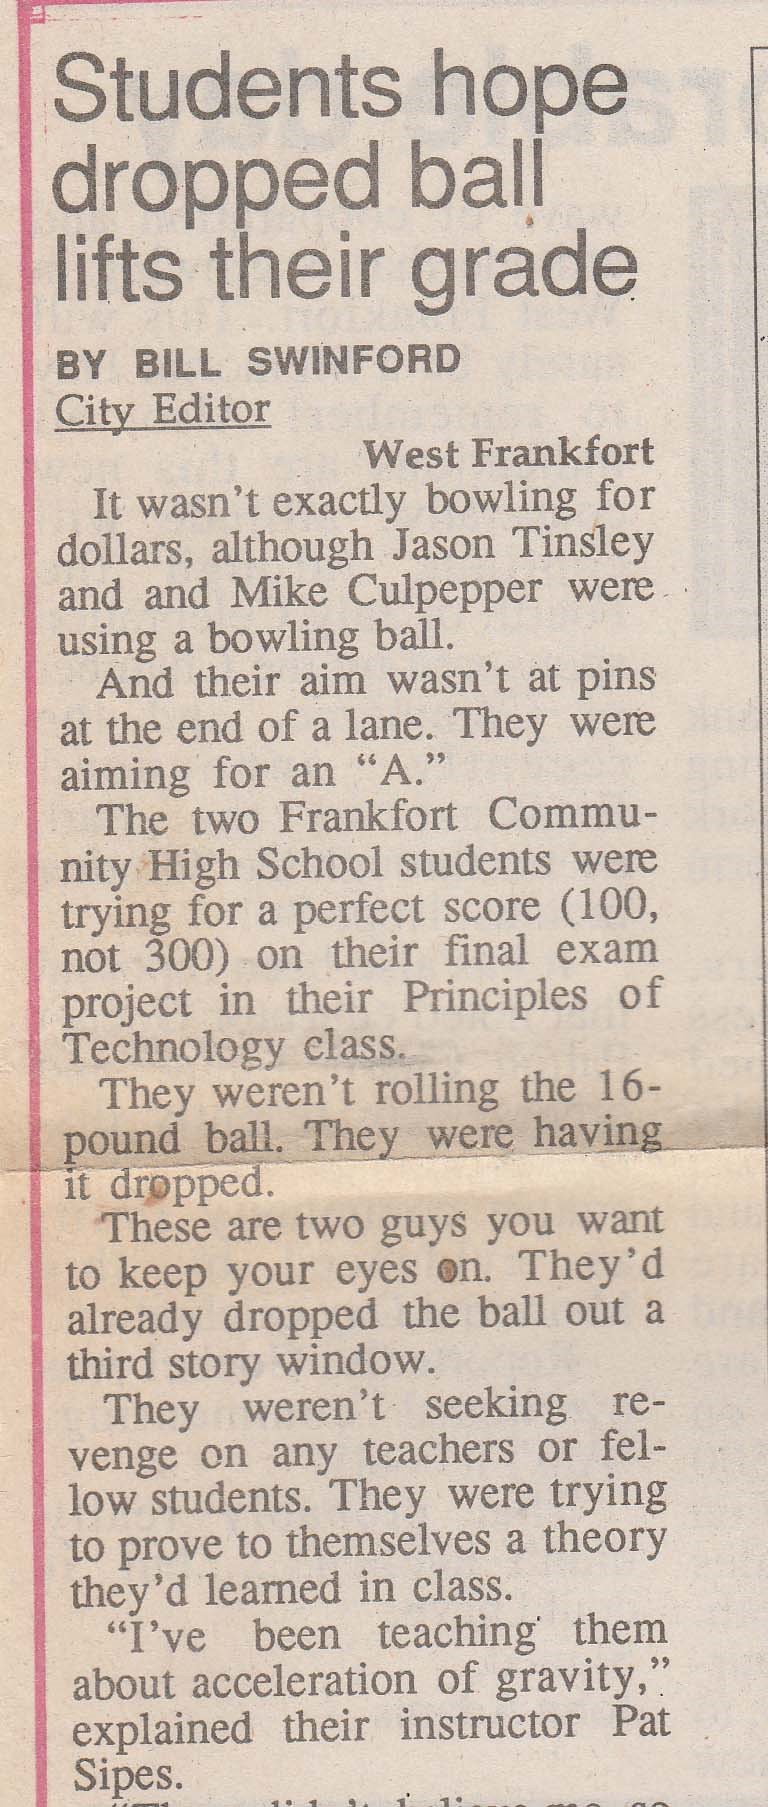 Students hope
dropped ball
lifts their grade
BY BILL SWINFORD
City Editor
West Frankfort
It wasn't exactly bowling for
dollars, although Jason Tinsley
and and Mike Culpepper were
using a bowling ball.
And their aim wasn't at pins
at the end of a lane. They were
aiming for an “A.”
The two Frankfort Commu-
nity High School students were
trying for a perfect score (100,
not 300) on their final exam
project in their Principles of
Technology class.
They weren't rolling the 16-
pound ball. They were having
it dropped.
These are two guys you want
to keep your eyes on. They'd
already dropped the ball out a
third story window.
They weren't seeking re-
venge on any teachers or fel-
low students. They were trying
to prove to themselves a theory
they'd learned in class.
“I've been teaching them
about acceleration of gravity,”
explained their instructor Pat
Sipes.
“They didn't believe me, so